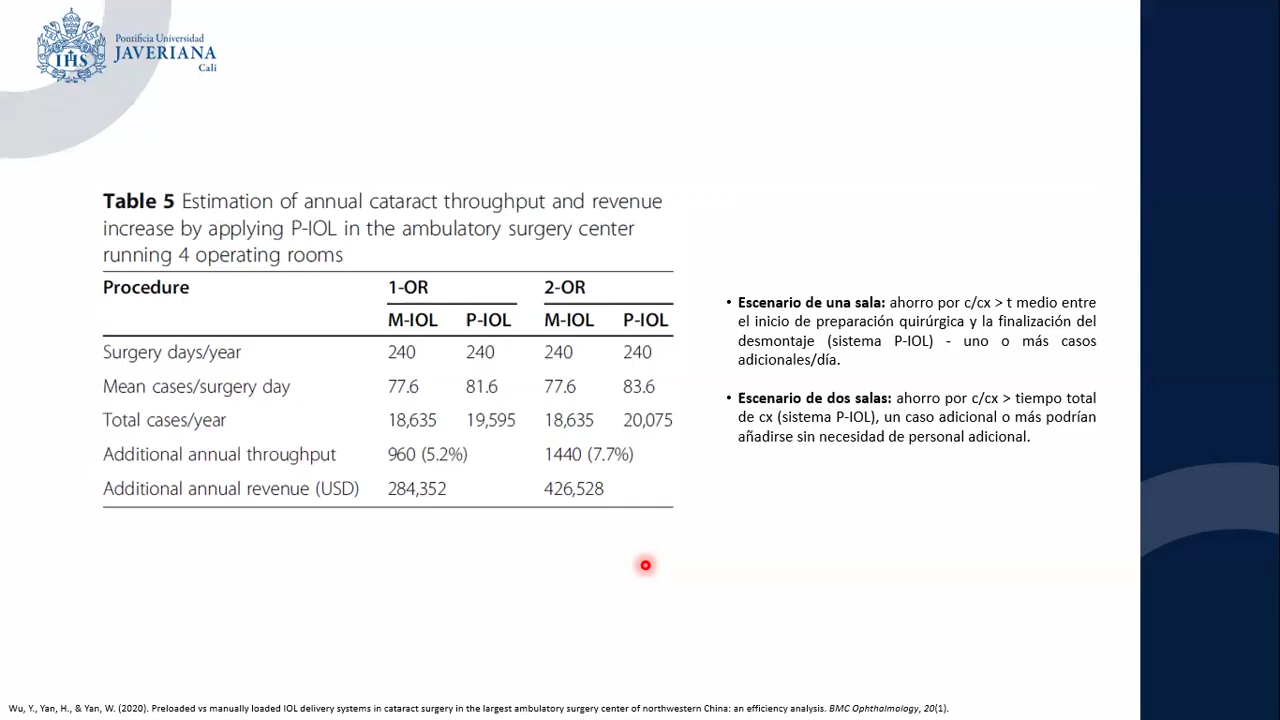 Pontificia Universidad
JAVERIANA
Cali
IHS
Table 5 Estimation of annual cataract throughput and revenue
increase by applying P-IOL in the ambulatory surgery center
running 4 operating rooms
Procedure 1-OR 2-OR
M-IOL P-IOL M-IOL P-IOL
Surgery days/year 240 240 240 240
Mean cases/surgery day 77.6 81.6 77.6 83.6
Total cases/year 18,635 19,595 18,635 20,075
Additional annual throughput 960 (5.2%) 1440 (7.7%)
Additional annual revenue (USD) 284,352 426,528
• Escenario de una sala: ahorro por c/cx > t medio entre
el inicio de preparación quirúrgica y la finalización del
desmontaje (sistema P-IOL) - uno o más casos
adicionales/día.
• Escenario de dos salas: ahorro por c/cx > tiempo total
de cx (sistema P-IOL), un caso adicional o más podrían
añadirse sin necesidad de personal adicional.
Wu, Y., Yan, H., & Yan, W. (2020). Preloaded vs manually loaded IOL delivery systems in cataract surgery in the largest ambulatory surgery center of northwestern China: an efficiency analysis. BMC Ophthalmology, 20(1).